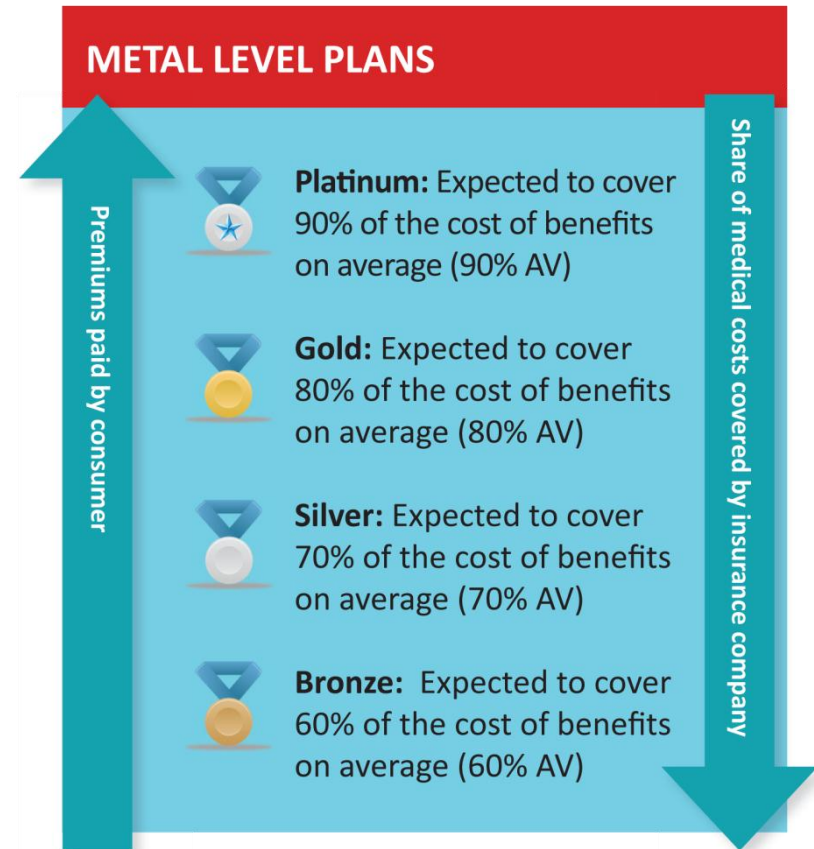 METAL LEVEL PLANS
Premiums paid by consumer
Platinum: Expected to cover
90% of the cost of benefits
on average (90% AV)
Gold: Expected to cover
80% of the cost of benefits
on average (80% AV)
Silver: Expected to cover
70% of the cost of benefits
on average (70% AV)
Bronze:  Expected to cover
60% of the cost of benefits
on average (60% AV)
Share of medical costs covered by insurance company